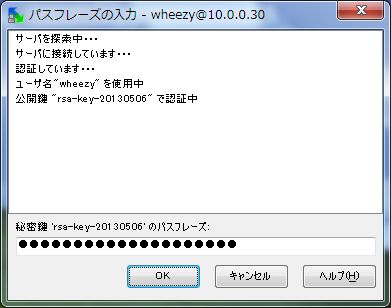 パスフレーズの入力 - wheezy@10.0.0.30
サーバを探索中・・・
サーバに接続しています・・・
認証しています・・・
ユーザ名"wheezy" を使用中
公開鍵 "rsa-key-20130506" で認証中
秘密鍵 'rsa-key-20130506' のパスフレーズ:
●●●●●●●●●●●●●●●●●●●●
OK キャンセル ヘルプ(H)